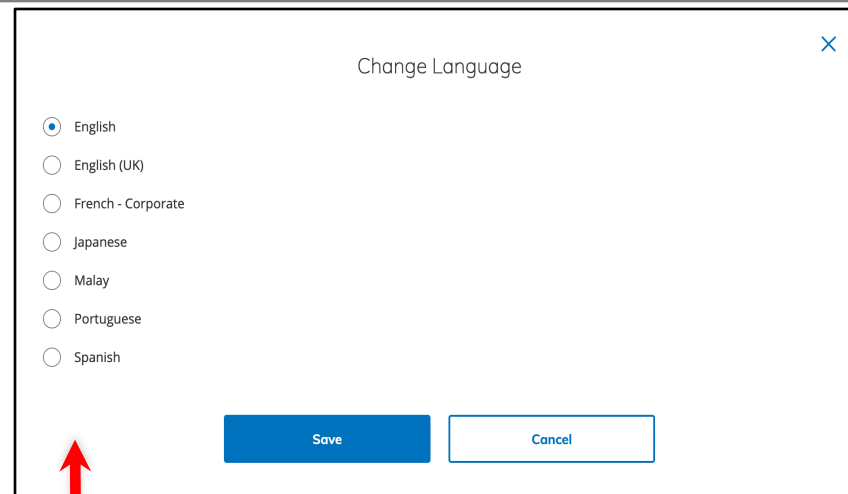 Change Language
English
English (UK)
French - Corporate
Japanese
Malay
Portuguese
Spanish
Save
Cancel